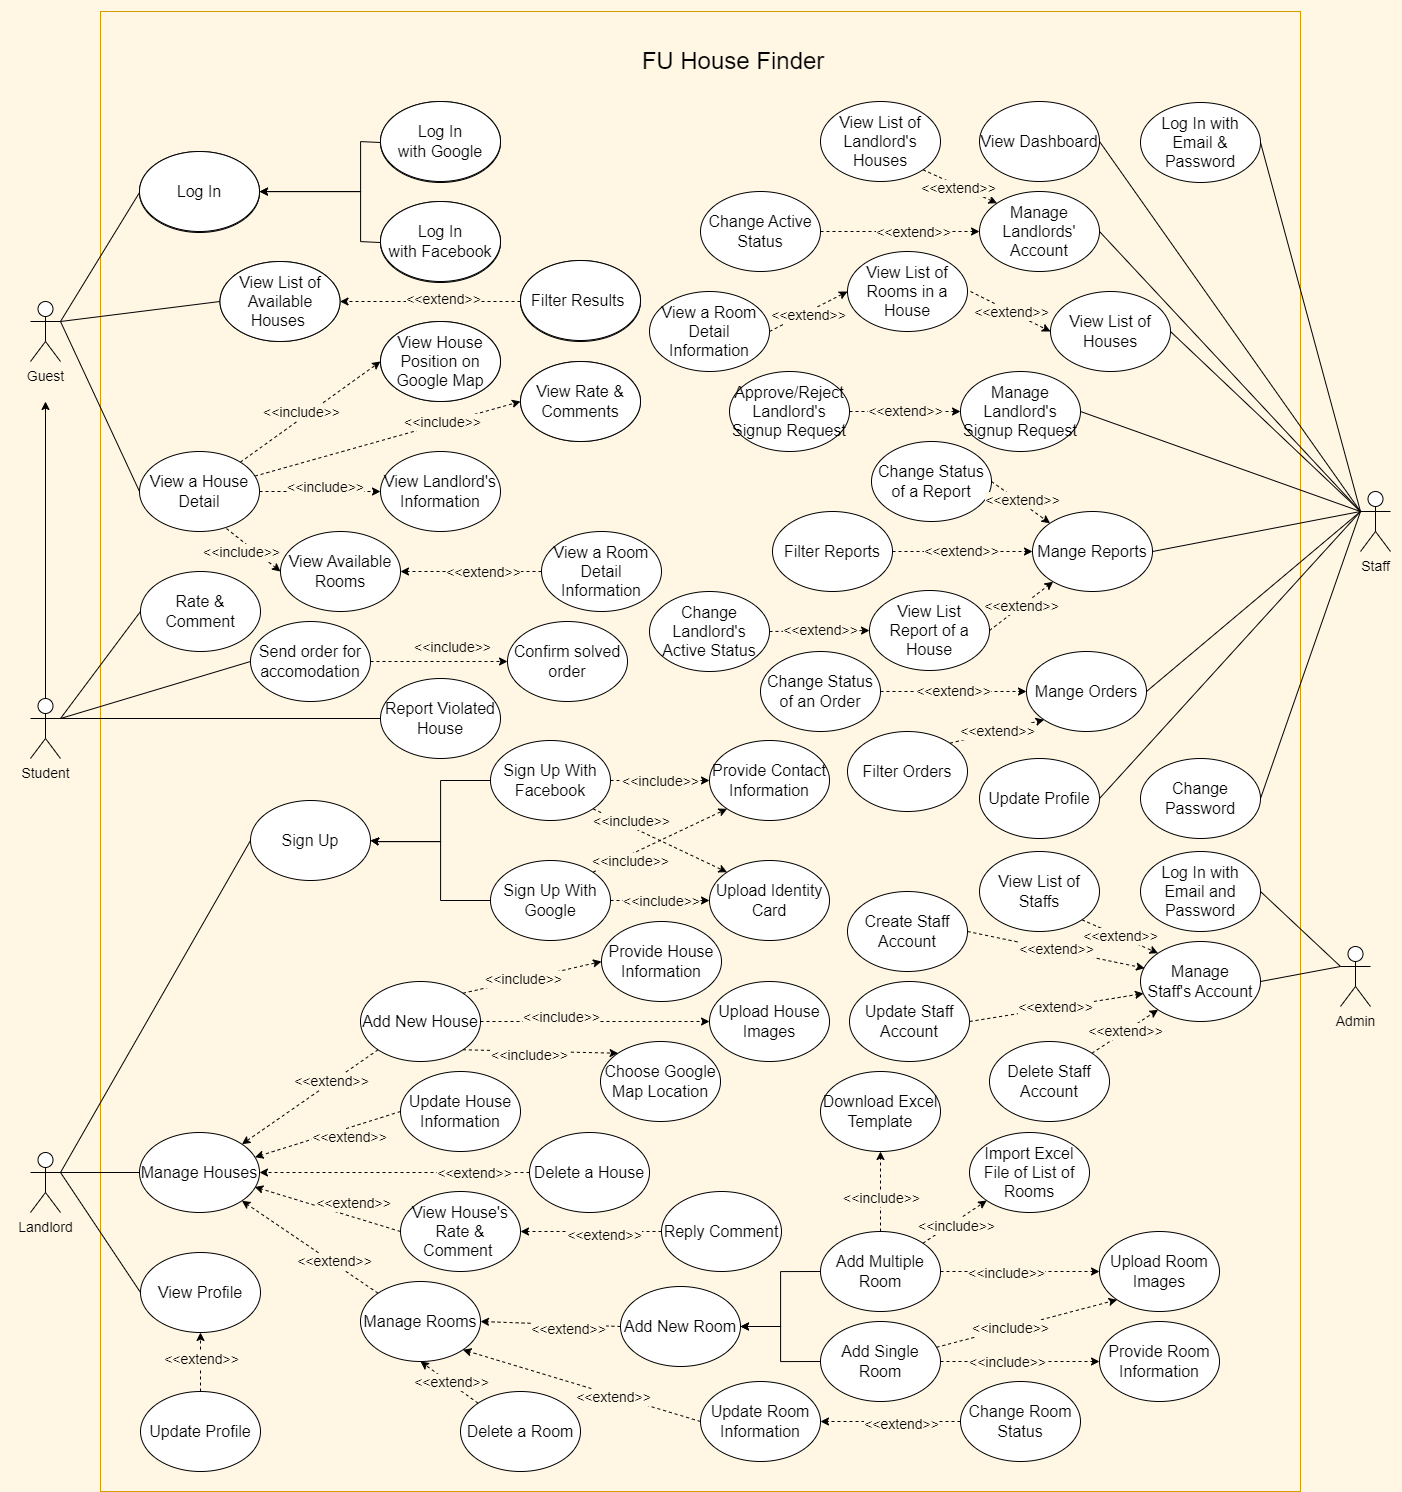 FU House Finder
Log In
with Google
Log In
Log In
with Facebook
View List of
Available
Houses
<<extend>>
Filter Results
Guest
View House
Position on
Google Map
<<include>>
View Rate &
Comments
<<include>>
View a House
Detail
<<include>>
View Landlord's
Information
<<include>>
View Available
Rooms
<<extend>>
View a Room
Detail
Information
Rate &
Comment
Send order for
accomodation
<<include>>
Confirm solved
order
Report Violated
House
Student
View List of
Landlord's
Houses
<<extend>>
View Dashboard
Log In with
Email &
Password
Change Active
Status
<<extend>>
Manage
Landlords'
Account
View a Room
Detail
Information
<<extend>>
View List of
Rooms in a
House
<<extend>>
View List of
Houses
Approve/Reject
Landlord's
Signup Request
<<extend>>
Manage
Landlord's
Signup Request
Change Status
of a Report
<<extend>>
Filter Reports
<<extend>>
Mange Reports
Staff
Change
Landlord's
Active Status
<<extend>>
View List
Report of a
House
<<extend>>
Change Status
of an Order
<<extend>>
Mange Orders
Filter Orders
<<extend>>
Update Profile
Change
Password
Sign Up
Sign Up With
Facebook
<<include>>
Provide Contact
Information
<<include>>
<<include>>
Sign Up With
Google
<<include>>
Upload Identity
Card
View List of
Staffs
<<extend>>
Log In with
Email and
Password
Create Staff
Account
<<extend>>
Manage
Staff's Account
Update Staff
Account
<<extend>>
<<extend>>
Delete Staff
Account
Admin
Provide House
Information
<<include>>
Add New House
<<include>>
Upload House
Images
<<include>>
Choose Google
Map Location
<<extend>>
Update House
Information
<<extend>>
Manage Houses
<<extend>>
Delete a House
<<extend>>
View House's
Rate &
Comment
<<extend>>
Reply Comment
Landlord
<<extend>>
View Profile
<<extend>>
Update Profile
Manage Rooms
<<extend>>
Add New Room
<<extend>>
Delete a Room
<<extend>>
Update Room
Information
<<extend>>
Change Room
Status
Download Excel
Template
<<include>>
Import Excel
File of List of
Rooms
<<include>>
Add Multiple
Room
<<include>>
Upload Room
Images
<<include>>
Add Single
Room
<<include>>
Provide Room
Information